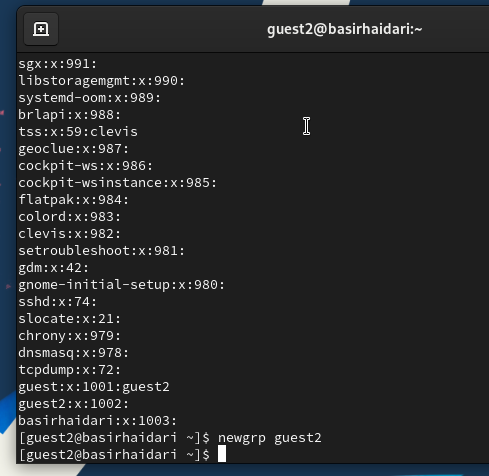 guest2@basirhaidari:~
sgx:x:991:
libstoragemgmt:x:990:
systemd-oom:x:989:
brlapi:x:988:
tss:x:59:clevis
geoclue:x:987:
cockpit-ws:x:986:
cockpit-wsinstance:x:985:
flatpak:x:984:
colord:x:983:
clevis:x:982:
setroubleshoot:x:981:
gdm:x:42:
gnome-initial-setup:x:980:
sshd:x:74:
slocate:x:21:
chrony:x:979:
dnsmasq:x:978:
tcpdump:x:72:
guest:x:1001:guest2
guest2:x:1002:
basirhaidari:x:1003:
[guest2@basirhaidari ~]$ newgrp guest2
[guest2@basirhaidari ~]$